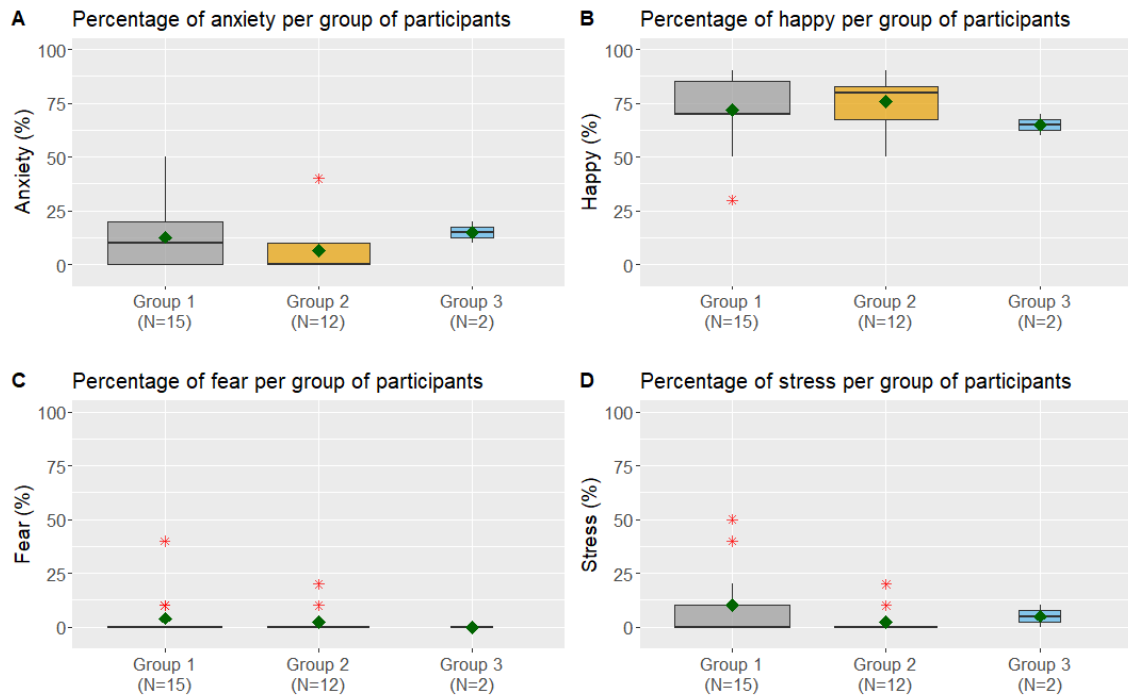 A Percentage of anxiety per group of participants
100
75
50
25
0
Anxiety (%)
Group 1
(N=15)
Group 2
(N=12)
Group 3
(N=2)
B Percentage of happy per group of participants
100
75
50
25
0
Happy (%)
Group 1
(N=15)
Group 2
(N=12)
Group 3
(N=2)
C Percentage of fear per group of participants
100
75
50
25
0
Fear (%)
Group 1
(N=15)
Group 2
(N=12)
Group 3
(N=2)
D Percentage of stress per group of participants
100
75
50
25
0
Stress (%)
Group 1
(N=15)
Group 2
(N=12)
Group 3
(N=2)